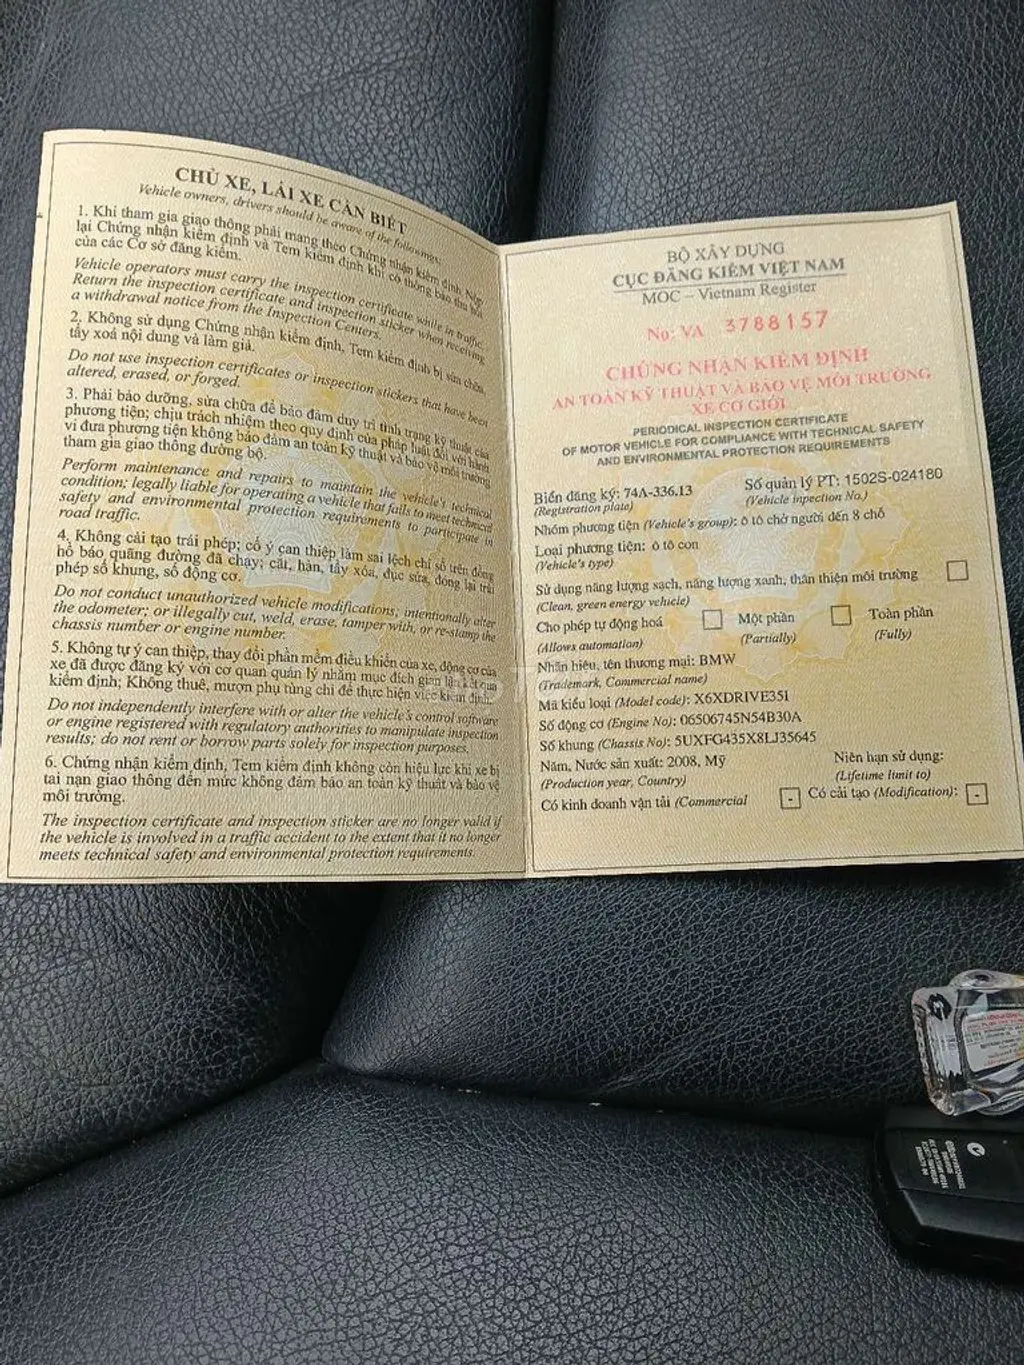 CHỦ XE, LÁI XE CẦN BIẾT
Vehicle owners, drivers should be aware of the followings:
1. Khi tham gia giao thông phải mang theo Chứng nhận kiểm định. Nộp
lại Chứng nhận kiểm định và Tem kiểm định khi có thông báo thu hồi
của các Cơ sở đăng kiểm.
Vehicle operators must carry the inspection certificate while in traffic.
Return the inspection certificate and inspection sticker when receiving
a withdrawal notice from the Inspection Centers.
2. Không sử dụng Chứng nhận kiểm định, Tem kiểm định bị sửa chữa,
tẩy xoá nội dung và làm giả.
Do not use inspection certificates or inspection stickers that have been
altered, erased, or forged.
3. Phải bảo dưỡng, sửa chữa để bảo đảm duy trì tình trạng kỹ thuật của
phương tiện; chịu trách nhiệm theo quy định của pháp luật đối với hành
vi đưa phương tiện không bảo đảm an toàn kỹ thuật và bảo vệ môi trường
tham gia giao thông đường bộ.
Perform maintenance and repairs to maintain the vehicle's technical
condition; legally liable for operating a vehicle that fails to meet technical
safety and environmental protection requirements to participate in
road traffic.
4. Không cải tạo trái phép; cố ý can thiệp làm sai lệch chỉ số trên đồng
hồ báo quãng đường đã chạy; cắt, hàn, tẩy xóa, đục sửa, đóng lại trái
phép số khung, số động cơ.
Do not conduct unauthorized vehicle modifications; intentionally alter
the odometer; or illegally cut, weld, erase, tamper with, or re-stamp the
chassis number or engine number.
5. Không tự ý can thiệp, thay đổi phần mềm điều khiển của xe, động cơ của
xe đã được đăng ký với cơ quan quản lý nhằm mục đích gian lận kết quả
kiểm định; Không thuê, mượn phụ tùng chỉ để thực hiện việc kiểm định.
Do not independently interfere with or alter the vehicle's control software
or engine registered with regulatory authorities to manipulate inspection
results; do not rent or borrow parts solely for inspection purposes.
6. Chứng nhận kiểm định, Tem kiểm định không còn hiệu lực khi xe bị
tai nạn giao thông đến mức không đảm bảo an toàn kỹ thuật và bảo vệ
môi trường.
The inspection certificate and inspection sticker are no longer valid if
the vehicle is involved in a traffic accident to the extent that it no longer
meets technical safety and environmental protection requirements.
BỘ XÂY DỰNG
CỤC ĐĂNG KIỂM VIỆT NAM
MOC – Vietnam Register
No: VA 3788157
CHỨNG NHẬN KIỂM ĐỊNH
AN TOÀN KỸ THUẬT VÀ BẢO VỆ MÔI TRƯỜNG
XE CƠ GIỚI
PERIODICAL INSPECTION CERTIFICATE
OF MOTOR VEHICLE FOR COMPLIANCE WITH TECHNICAL SAFETY
AND ENVIRONMENTAL PROTECTION REQUIREMENTS
Biển đăng ký: 74A-336.13 Số quản lý PT: 1502S-024180
(Registration plate) (Vehicle inpection No.)
Nhóm phương tiện (Vehicle's group): ô tô chở người đến 8 chỗ
Loại phương tiện: ô tô con
(Vehicle's type)
Sử dụng năng lượng sạch, năng lượng xanh, thân thiện môi trường
(Clean, green energy vehicle)
Cho phép tự động hoá Một phần Toàn phần
(Allows automation) (Partially) (Fully)
Nhãn hiệu, tên thương mại: BMW
(Trademark, Commercial name)
Mã kiểu loại (Model code): X6XDRIVE35I
Số động cơ (Engine No): 06506745N54B30A
Số khung (Chassis No): 5UXFG435X8LJ35645
Năm, Nước sản xuất: 2008, Mỹ Niên hạn sử dụng:
(Production year, Country) (Lifetime limit to)
Có kinh doanh vận tải (Commercial - Có cải tạo (Modification): -